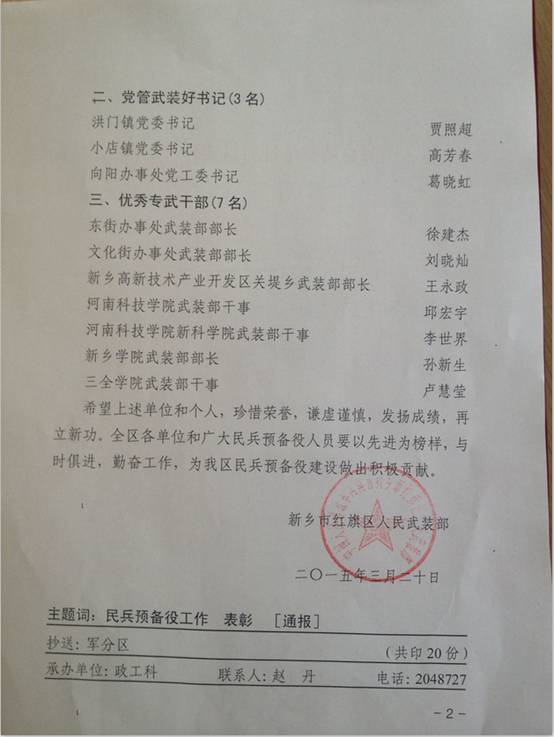 二、党管武装好书记(3名)
洪门镇党委书记 贾照超
小店镇党委书记 高芳春
向阳办事处党工委书记 葛晓虹
三、优秀专武干部(7名)
东街办事处武装部部长 徐建杰
文化街办事处武装部部长 刘晓灿
新乡高新技术产业开发区关堤乡武装部部长 王永政
河南科技学院武装部干事 邱宏宇
河南科技学院新科学院武装部干事 李世界
新乡学院武装部部长 孙新生
三全学院武装部干事 卢慧莹
希望上述单位和个人，珍惜荣誉，谦虚谨慎，发扬成绩，再
立新功。全区各单位和广大民兵预备役人员要以先进为榜样，与
时俱进，勤奋工作，为我区民兵预备役建设做出积极贡献。
新乡市红旗区人民武装部
二〇一五年三月二十日
主题词：民兵预备役工作 表彰 [通报]
抄送：军分区 (共印20份)
承办单位：政工科 联系人：赵 丹 电话：2048727
-2-